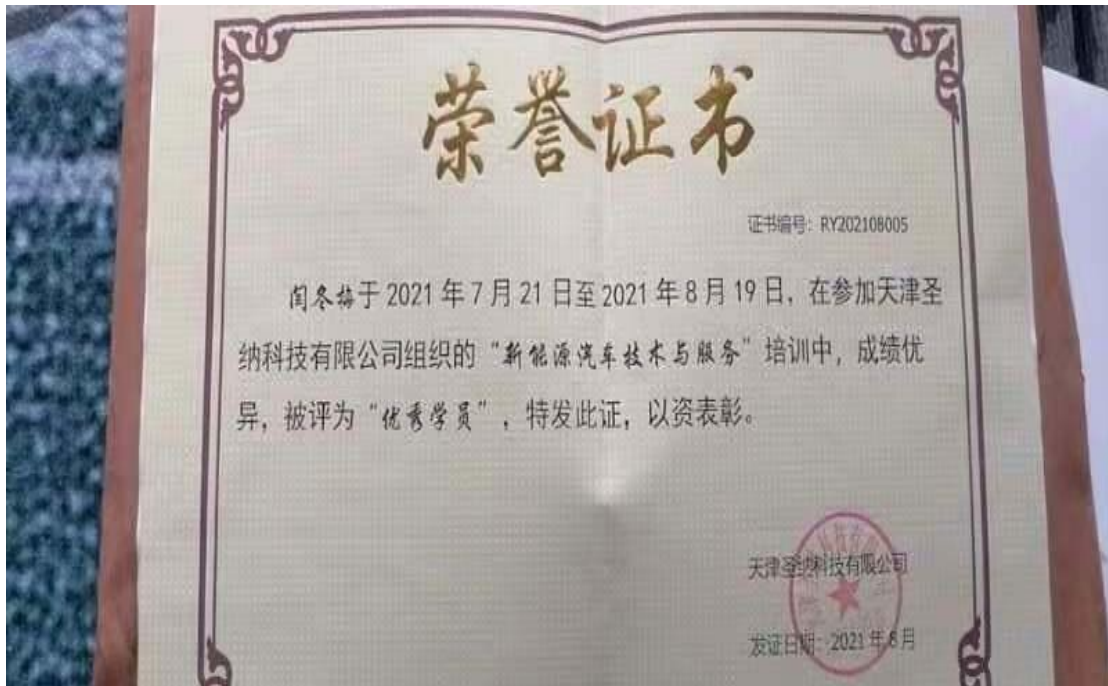 荣誉证书
证书编号：RY202108005
闫冬梅于2021年7月21日至2021年8月19日，在参加天津圣
纳科技有限公司组织的“新能源汽车技术与服务”培训中，成绩优
异，被评为“优秀学员”，特发此证，以资表彰。
天津圣纳科技有限公司
发证日期：2021年8月